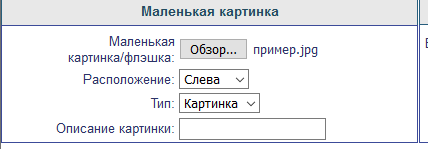 Маленькая картинка
Маленькая
картинка/флэшка: Обзор... пример.jpg
Расположение: Слева
Тип: Картинка
Описание картинки: